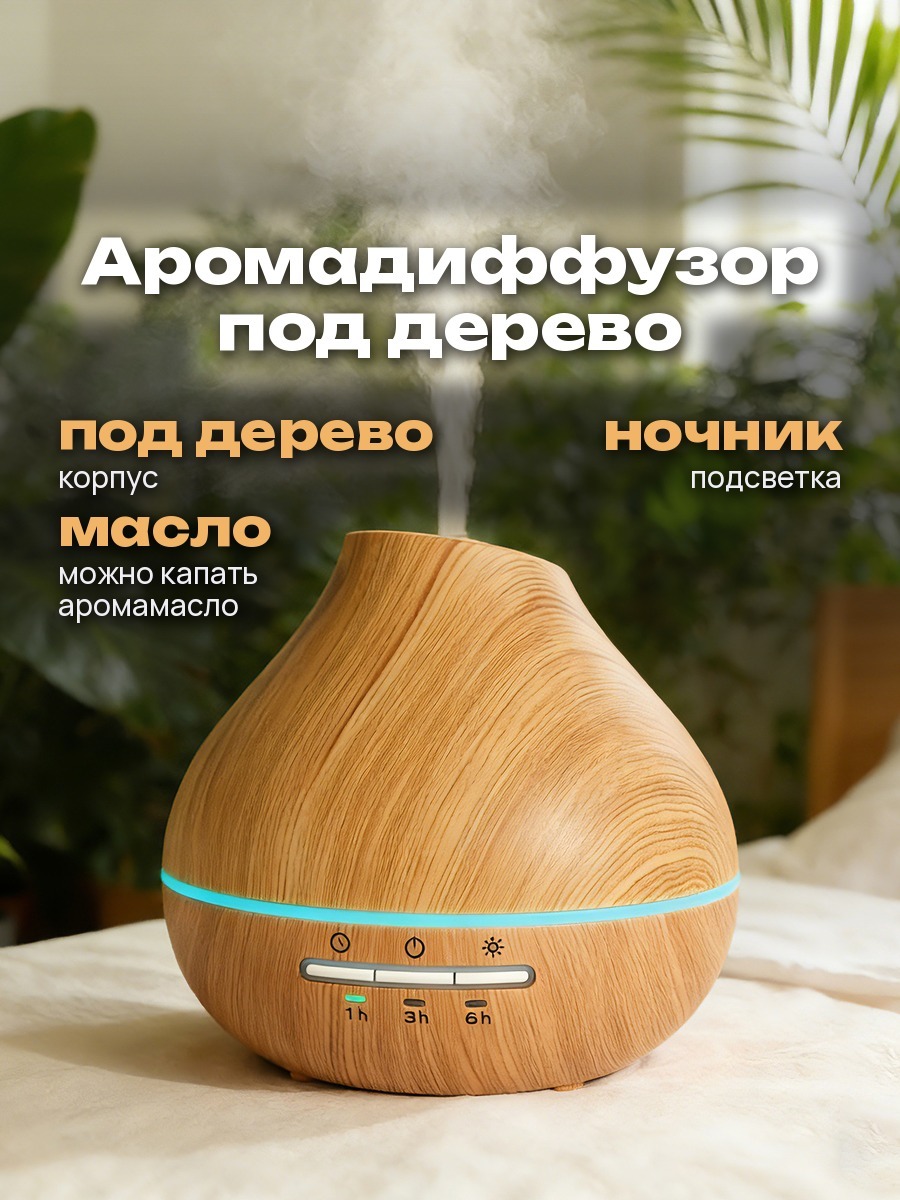 Аромадиффузор
под дерево
под дерево
корпус
ночник
подсветка
масло
можно капать
аромамасло
1h 3h 6h